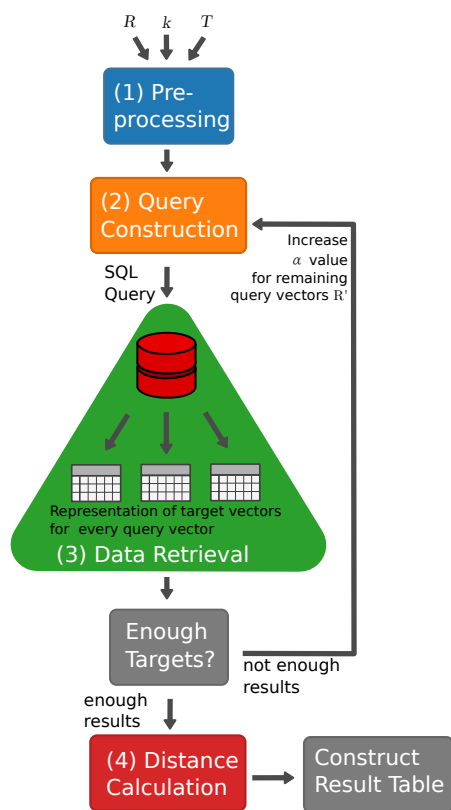 R k T
(1) Pre-
processing
(2) Query
Construction
SQL
Query
Increase
α value
for remaining
query vectors R'
Representation of target vectors
for every query vector
(3) Data Retrieval
Enough
Targets?
not enough
results
enough
results
(4) Distance
Calculation
Construct
Result Table